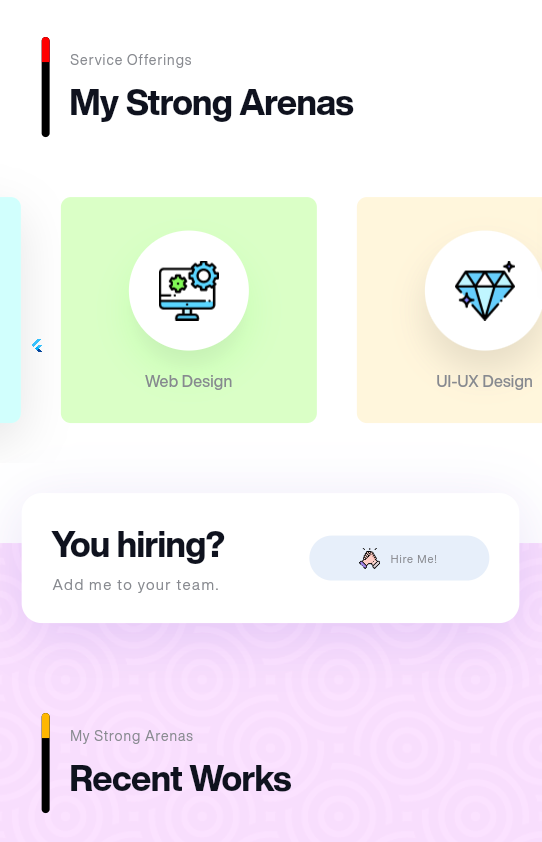 Service Offerings
My Strong Arenas
Web Design
UI-UX Design
You hiring?
Add me to your team.
Hire Me!
My Strong Arenas
Recent Works